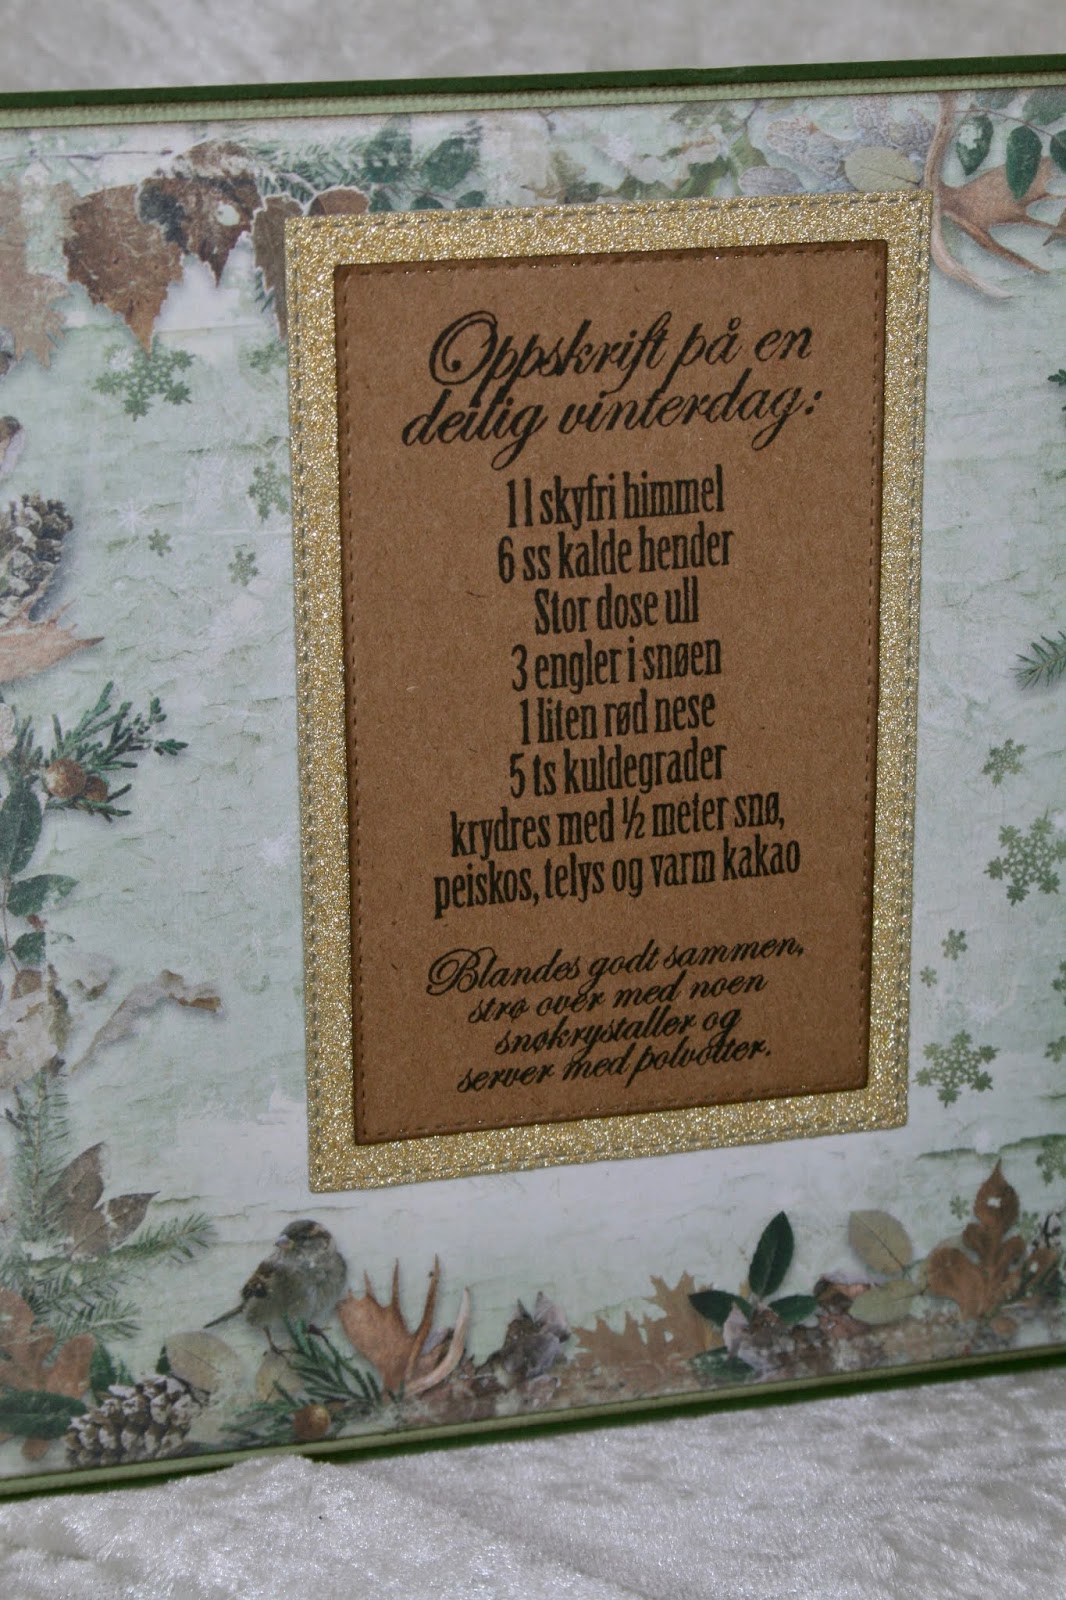 Oppskrift på en
deilig vinterdag:
1 l skyfri himmel
6 ss kalde hender
Stor dose ull
3 engler i snøen
1 liten rød nese
5 ts kuldegrader
krydres med ½ meter snø,
peiskos, telys og varm kakao
Blandes godt sammen,
strø over med noen
snøkrystaller og
server med polvotter.